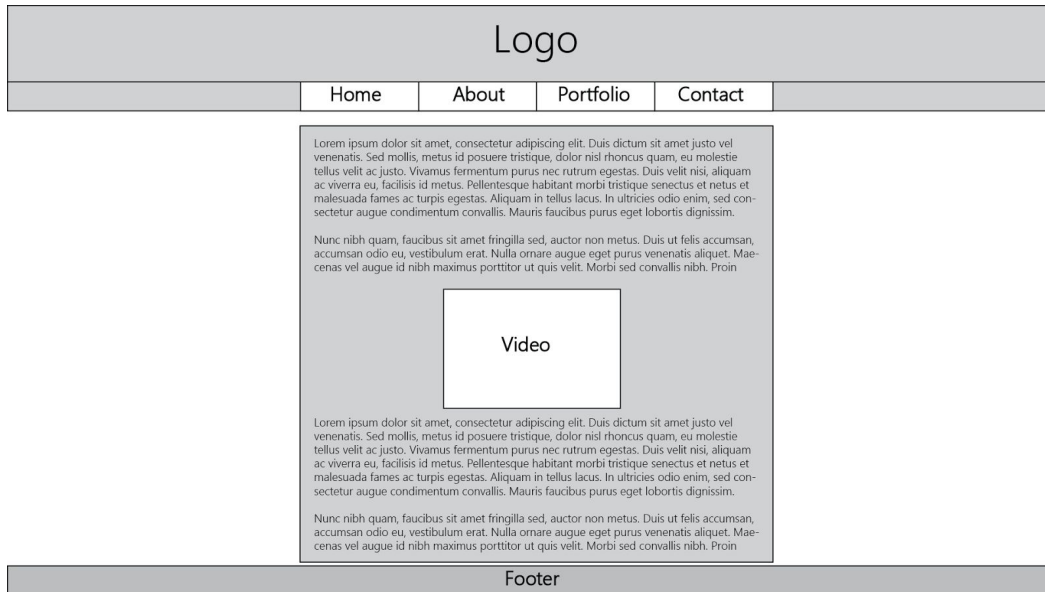 Logo
Home About Portfolio Contact
Lorem ipsum dolor sit amet, consectetur adipiscing elit. Duis dictum sit amet justo vel
venenatis. Sed mollis, metus id posuere tristique, dolor nisl rhoncus quam, eu molestie
tellus velit ac justo. Vivamus fermentum purus nec rutrum egestas. Duis velit nisi, aliquam
ac viverra eu, facilisis id metus. Pellentesque habitant morbi tristique senectus et netus et
malesuada fames ac turpis egestas. Aliquam in tellus lacus. In ultricies odio enim, sed con-
sectetur augue condimentum convallis. Mauris faucibus purus eget lobortis dignissim.
Nunc nibh quam, faucibus sit amet fringilla sed, auctor non metus. Duis ut felis accumsan,
accumsan odio eu, vestibulum erat. Nulla ornare augue eget purus venenatis aliquet. Mae-
cenas vel augue id nibh maximus porttitor ut quis velit. Morbi sed convallis nibh. Proin
Video
Lorem ipsum dolor sit amet, consectetur adipiscing elit. Duis dictum sit amet justo vel
venenatis. Sed mollis, metus id posuere tristique, dolor nisl rhoncus quam, eu molestie
tellus velit ac justo. Vivamus fermentum purus nec rutrum egestas. Duis velit nisi, aliquam
ac viverra eu, facilisis id metus. Pellentesque habitant morbi tristique senectus et netus et
malesuada fames ac turpis egestas. Aliquam in tellus lacus. In ultricies odio enim, sed con-
sectetur augue condimentum convallis. Mauris faucibus purus eget lobortis dignissim.
Nunc nibh quam, faucibus sit amet fringilla sed, auctor non metus. Duis ut felis accumsan,
accumsan odio eu, vestibulum erat. Nulla ornare augue eget purus venenatis aliquet. Mae-
cenas vel augue id nibh maximus porttitor ut quis velit. Morbi sed convallis nibh. Proin
Footer